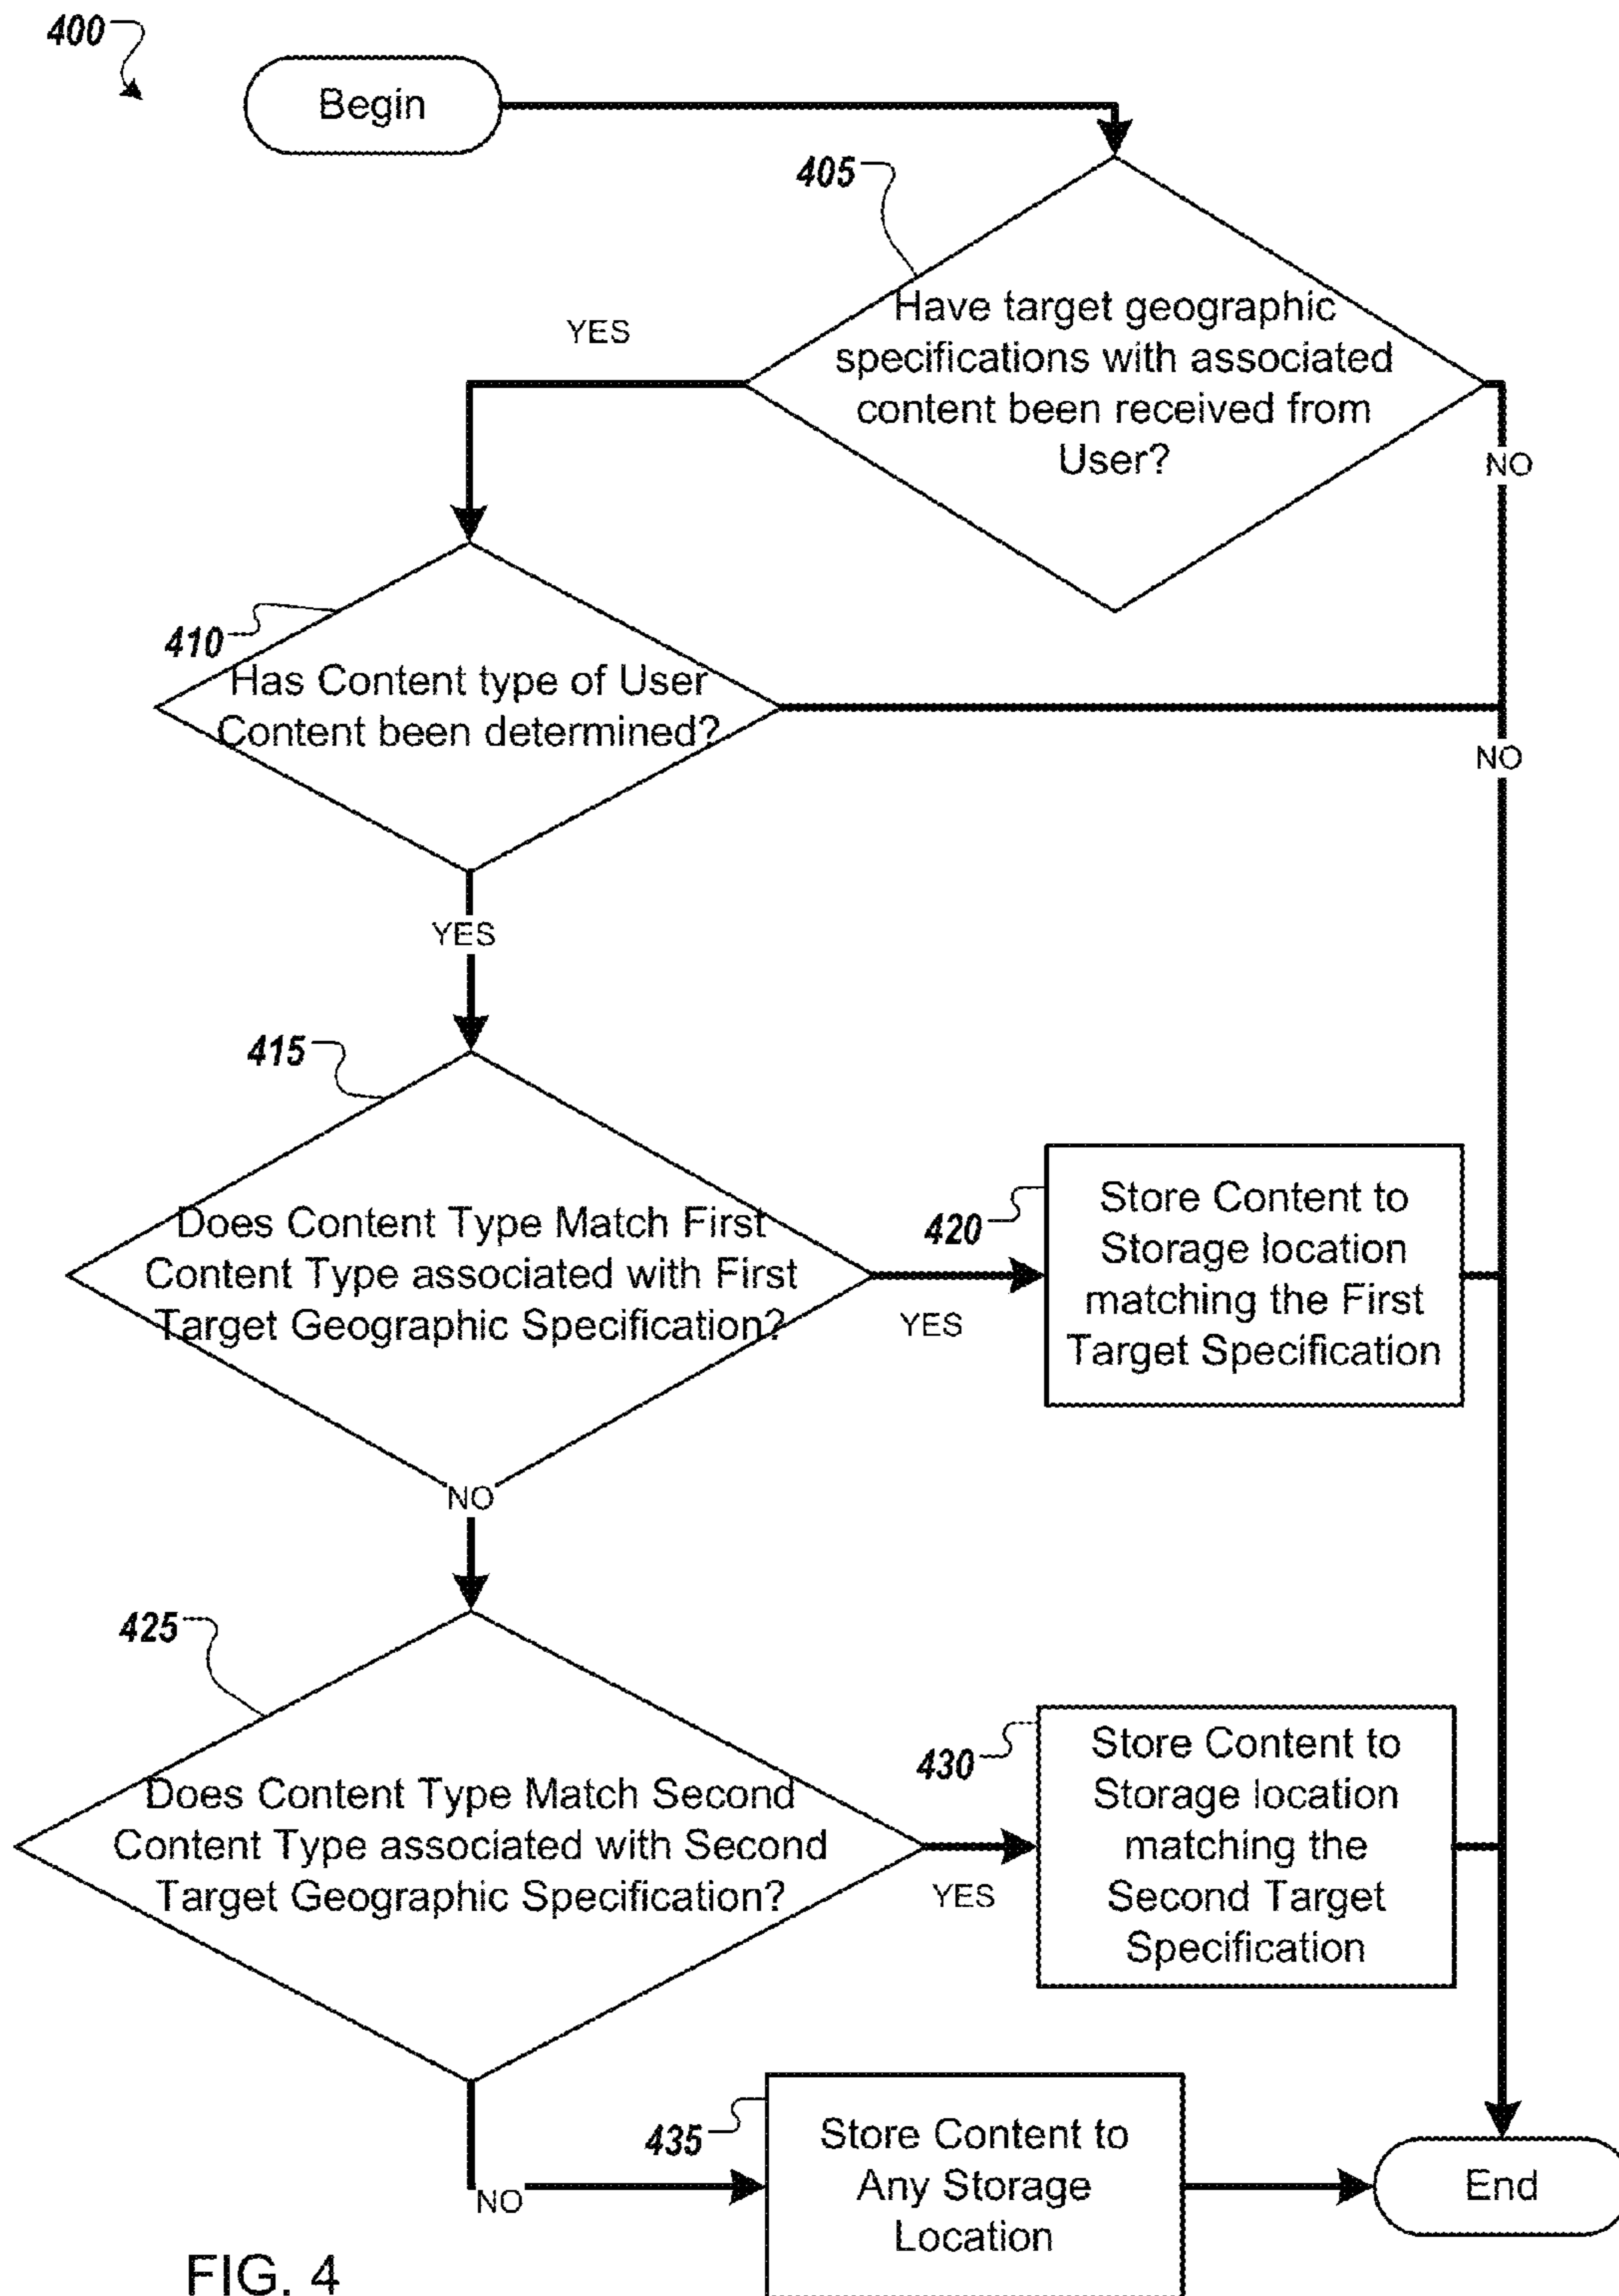 400
Begin
405
Have target geographic
specifications with associated
content been received from
User?
YES
NO
410
Has Content type of User
Content been determined?
NO
YES
415
Does Content Type Match First
Content Type associated with First
Target Geographic Specification?
YES
420
Store Content to
Storage location
matching the First
Target Specification
NO
425
Does Content Type Match Second
Content Type associated with Second
Target Geographic Specification?
YES
430
Store Content to
Storage location
matching the
Second Target
Specification
NO
435
Store Content to
Any Storage
Location
End
FIG. 4